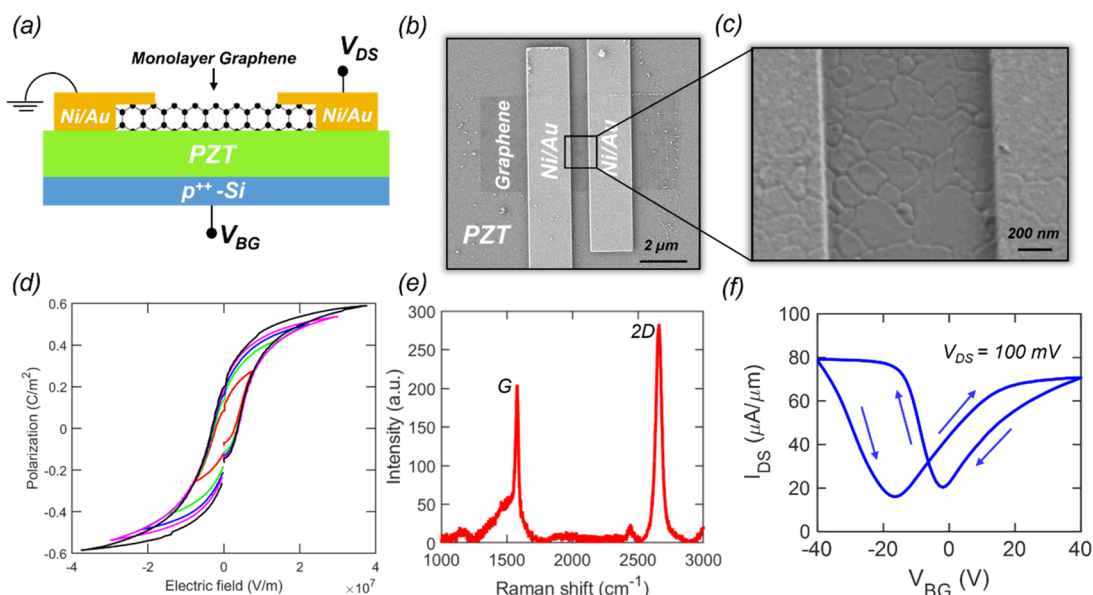 (a)
Monolayer Graphene
V_DS
Ni/Au
Ni/Au
PZT
p⁺⁺-Si
V_BG
(b)
Graphene
Ni/Au
Ni/Au
PZT
2 µm
(c)
200 nm
(d)
0.6
0.4
0.2
0
-0.2
-0.4
-0.6
Polarization (C/m²)
-4
-2
0
2
4
Electric field (V/m)
×10⁷
(e)
300
250
200
150
100
50
0
Intensity (a.u.)
G
2D
1000
1500
2000
2500
3000
Raman shift (cm⁻¹)
(f)
100
80
60
40
20
0
I_DS (µA/µm)
V_DS = 100 mV
-40
-20
0
20
40
V_BG (V)